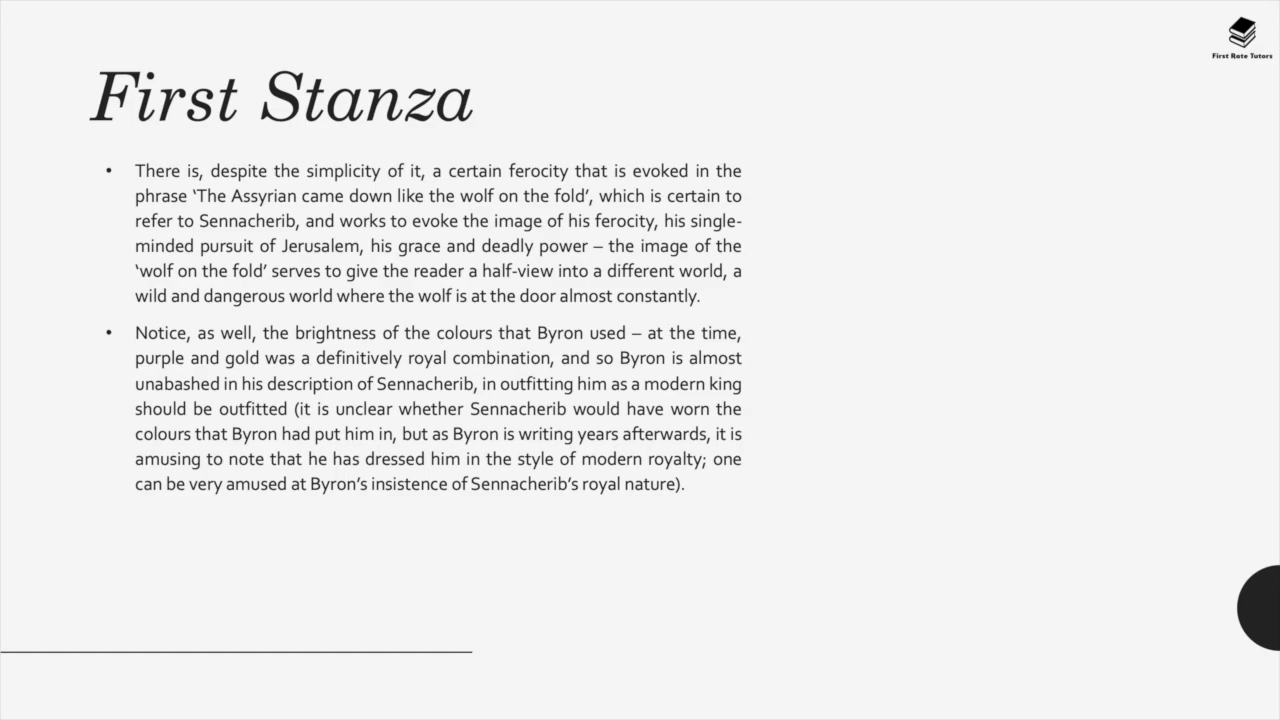 First Rate Tutors
First Stanza
• There is, despite the simplicity of it, a certain ferocity that is evoked in the
phrase ‘The Assyrian came down like the wolf on the fold’, which is certain to
refer to Sennacherib, and works to evoke the image of his ferocity, his single-
minded pursuit of Jerusalem, his grace and deadly power – the image of the
‘wolf on the fold’ serves to give the reader a half-view into a different world, a
wild and dangerous world where the wolf is at the door almost constantly.
• Notice, as well, the brightness of the colours that Byron used – at the time,
purple and gold was a definitively royal combination, and so Byron is almost
unabashed in his description of Sennacherib, in outfitting him as a modern king
should be outfitted (it is unclear whether Sennacherib would have worn the
colours that Byron had put him in, but as Byron is writing years afterwards, it is
amusing to note that he has dressed him in the style of modern royalty; one
can be very amused at Byron’s insistence of Sennacherib’s royal nature).